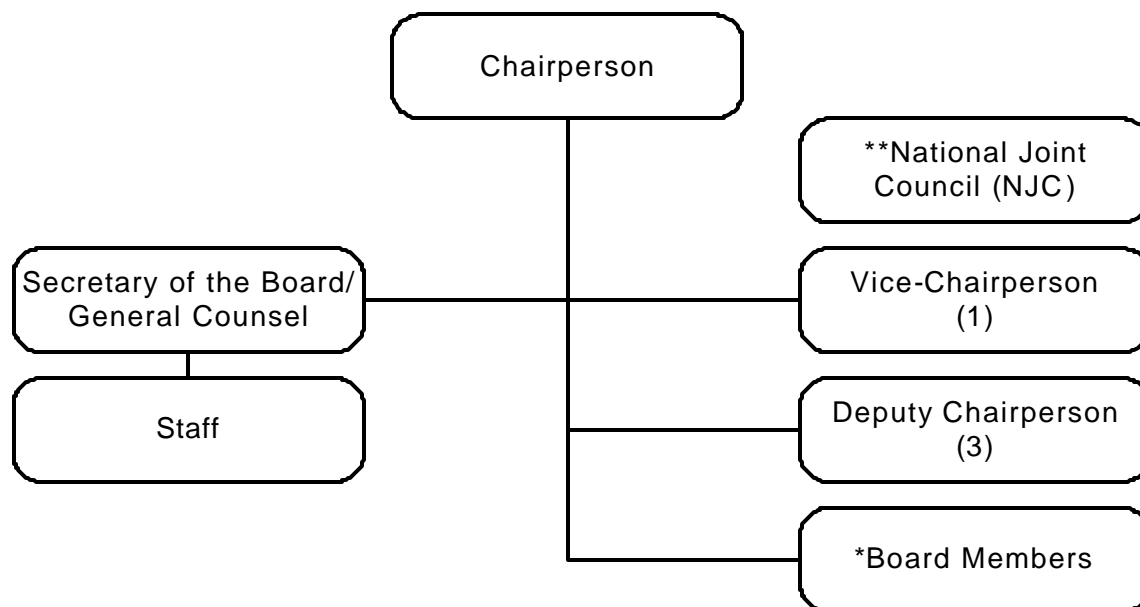 Chairperson
**National Joint
Council (NJC)
Secretary of the Board/
General Counsel
Vice-Chairperson
(1)
Staff
Deputy Chairperson
(3)
*Board Members